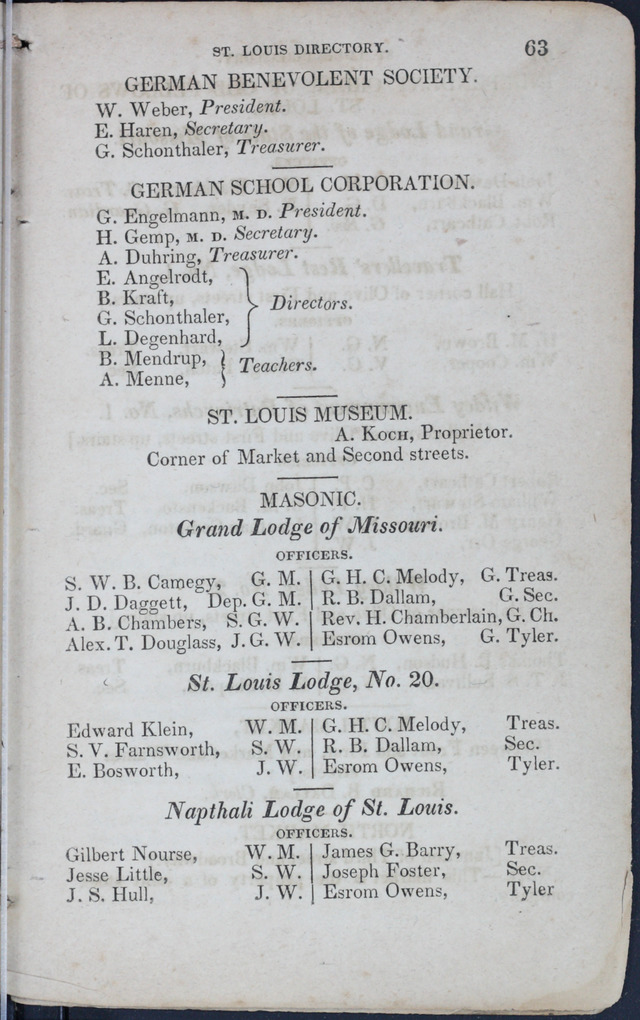 ST. LOUIS DIRECTORY. 63
GERMAN BENEVOLENT SOCIETY.
W. Weber, President.
E. Haren, Secretary.
G. Schonthaler, Treasurer.
GERMAN SCHOOL CORPORATION.
G. Engelmann, M. D. President.
H. Gemp, M. D. Secretary.
A. Duhring, Treasurer.
E. Angelrodt,
B. Kraft,
G. Schonthaler,
L. Degenhard,
} Directors.
B. Mendrup,
A. Menne,
} Teachers.
ST. LOUIS MUSEUM.
A. Koch, Proprietor.
Corner of Market and Second streets.
MASONIC.
Grand Lodge of Missouri.
OFFICERS.
S. W. B. Carnegy, G. M. | G. H. C. Melody, G. Treas.
J. D. Daggett, Dep. G. M. | R. B. Dallam, G. Sec.
A. B. Chambers, S. G. W. | Rev. H. Chamberlain, G. Ch.
Alex. T. Douglass, J. G. W. | Esrom Owens, G. Tyler.
St. Louis Lodge, No. 20.
OFFICERS.
Edward Klein, W. M. | G. H. C. Melody, Treas.
S. V. Farnsworth, S. W. | R. B. Dallam, Sec.
E. Bosworth, J. W. | Esrom Owens, Tyler.
Napthali Lodge of St. Louis.
OFFICERS.
Gilbert Nourse, W. M. | James G. Barry, Treas.
Jesse Little, S. W. | Joseph Foster, Sec.
J. S. Hull, J. W. | Esrom Owens, Tyler